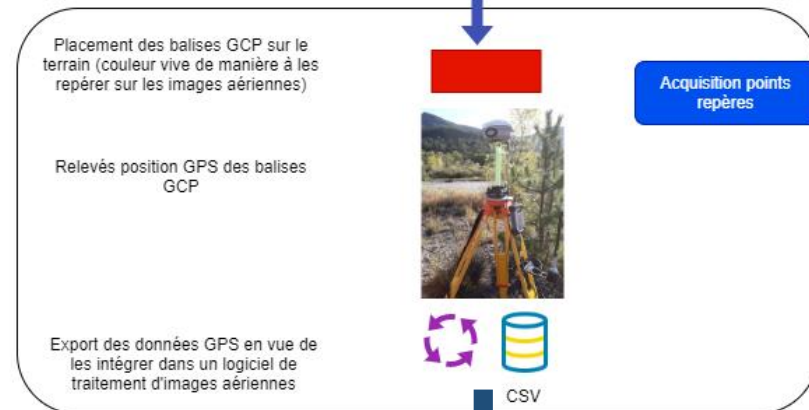 Placement des balises GCP sur le
terrain (couleur vive de manière à les
repérer sur les images aériennes)
Acquisition points
repères
Relevés position GPS des balises
GCP
Export des données GPS en vue de
les intégrer dans un logiciel de
traitement d'images aériennes
CSV